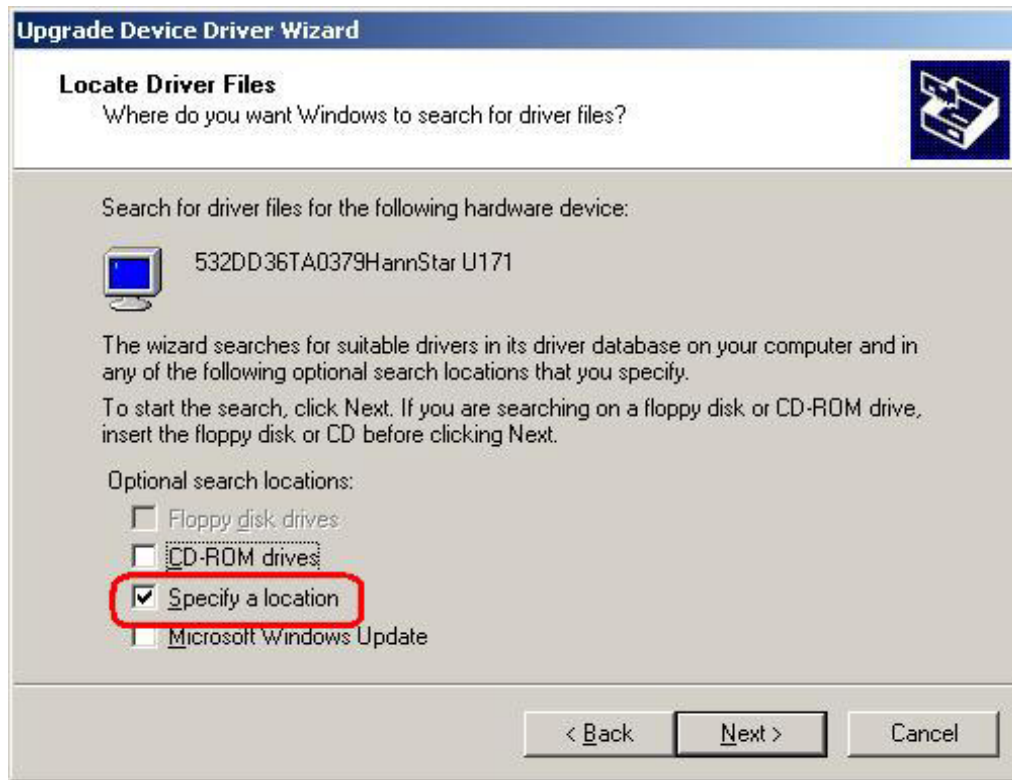 Upgrade Device Driver Wizard
Locate Driver Files
Where do you want Windows to search for driver files?
Search for driver files for the following hardware device:
532DD36TA0379HannStar U171
The wizard searches for suitable drivers in its driver database on your computer and in
any of the following optional search locations that you specify.
To start the search, click Next. If you are searching on a floppy disk or CD-ROM drive,
insert the floppy disk or CD before clicking Next.
Optional search locations:
Floppy disk drives
CD-ROM drives
Specify a location
Microsoft Windows Update
< Back Next > Cancel